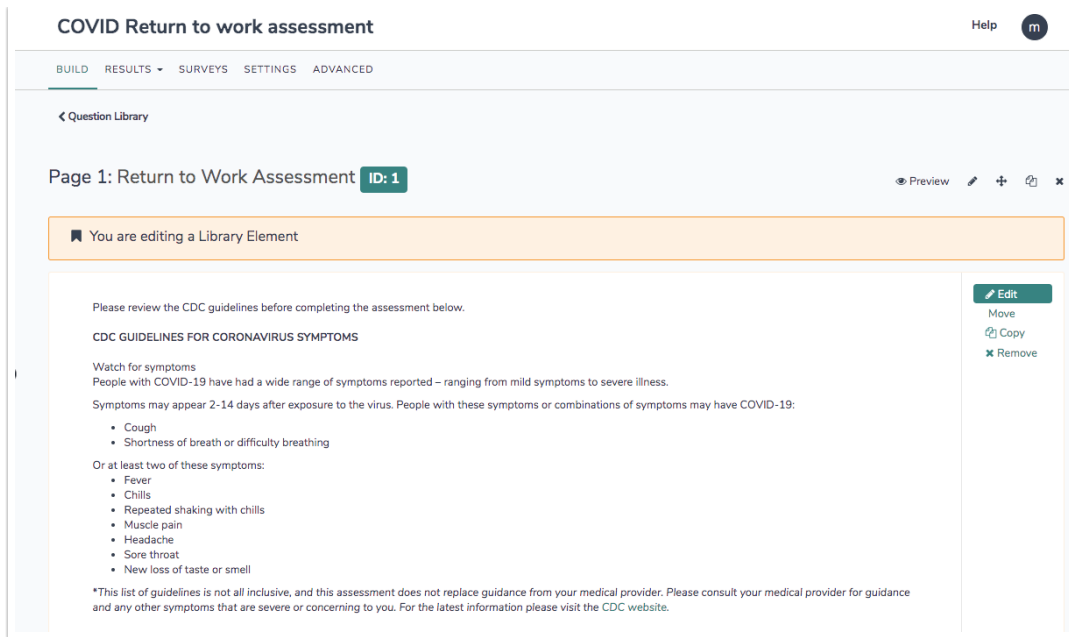 COVID Return to work assessment
Help
m
BUILD RESULTS SURVEYS SETTINGS ADVANCED
Question Library
Page 1: Return to Work Assessment ID: 1
Preview
You are editing a Library Element
Edit
Move
Copy
Remove
Please review the CDC guidelines before completing the assessment below.
CDC GUIDELINES FOR CORONAVIRUS SYMPTOMS
Watch for symptoms
People with COVID-19 have had a wide range of symptoms reported – ranging from mild symptoms to severe illness.
Symptoms may appear 2-14 days after exposure to the virus. People with these symptoms or combinations of symptoms may have COVID-19:
• Cough
• Shortness of breath or difficulty breathing
Or at least two of these symptoms:
• Fever
• Chills
• Repeated shaking with chills
• Muscle pain
• Headache
• Sore throat
• New loss of taste or smell
*This list of guidelines is not all inclusive, and this assessment does not replace guidance from your medical provider. Please consult your medical provider for guidance
and any other symptoms that are severe or concerning to you. For the latest information please visit the CDC website.